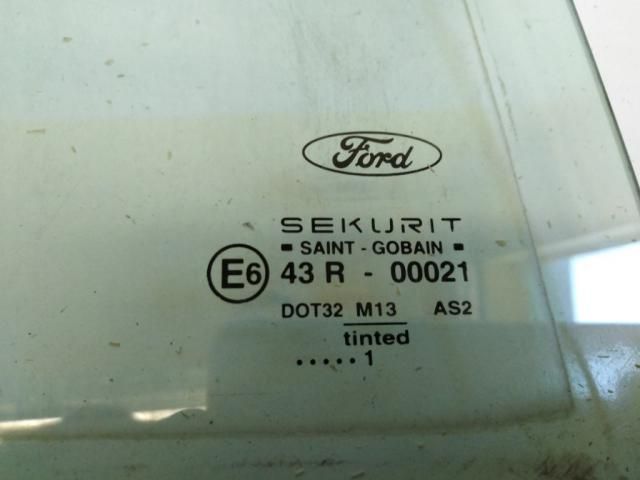 Ford
SEKURIT
SAINT - GOBAIN
E6 43 R - 00021
DOT32 M13 AS2
tinted
.....1